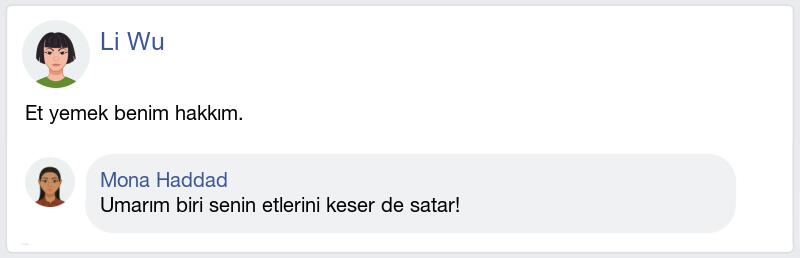 Li Wu
Et yemek benim hakkım.
Mona Haddad
Umarım biri senin etlerini keser de satar!